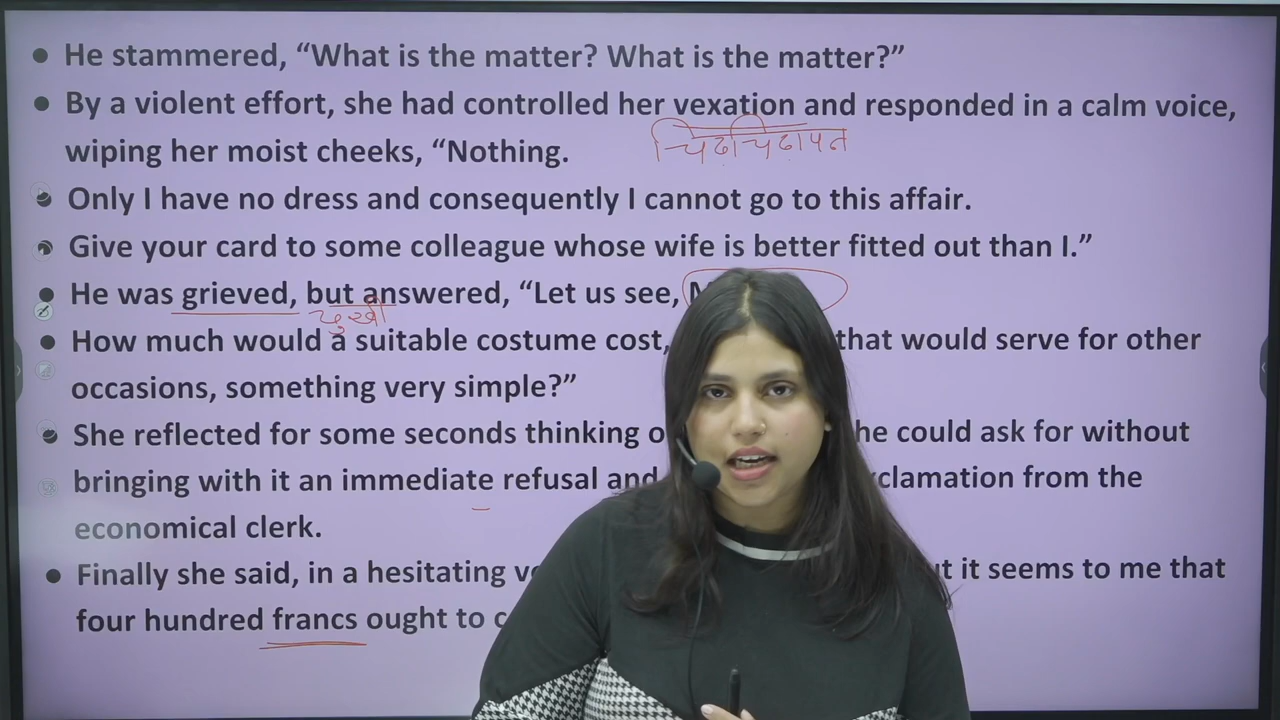 He stammered, “What is the matter? What is the matter?”
By a violent effort, she had controlled her vexation and responded in a calm voice,
चिढ़चिढ़ापन
wiping her moist cheeks, “Nothing.
Only I have no dress and consequently I cannot go to this affair.
Give your card to some colleague whose wife is better fitted out than I.”
He was grieved, but answered, “Let us see,
दुःखी
How much would a suitable costume cost, that would serve for other
occasions, something very simple?”
She reflected for some seconds thinking he could ask for without
bringing with it an immediate refusal and from the
economical clerk.
Finally she said, in a hesitating it seems to me that
four hundred francs ought to